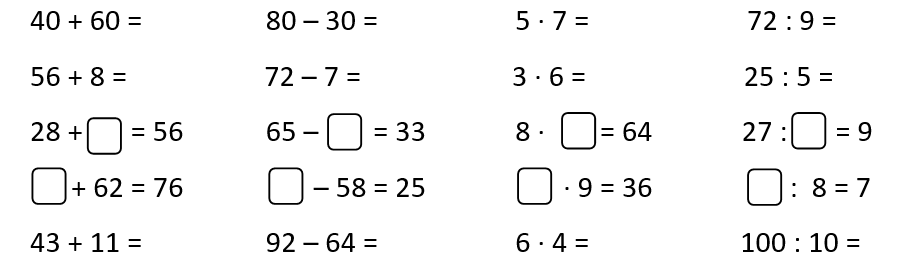 40 + 60 = 80 – 30 = 5 · 7 = 72 : 9 =
56 + 8 = 72 – 7 = 3 · 6 = 25 : 5 =
28 + □ = 56 65 – □ = 33 8 · □ = 64 27 : □ = 9
□ + 62 = 76 □ – 58 = 25 □ · 9 = 36 □ : 8 = 7
43 + 11 = 92 – 64 = 6 · 4 = 100 : 10 =